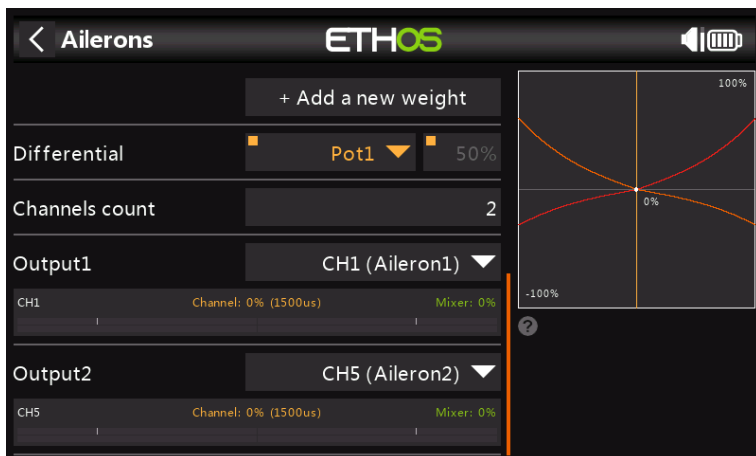 Ailerons
ETHOS
+ Add a new weight
Differential
Pot1
50%
Channels count
2
Output1
CH1 (Aileron1)
CH1
Channel: 0% (1500us)
Mixer: 0%
Output2
CH5 (Aileron2)
CH5
Channel: 0% (1500us)
Mixer: 0%
100%
0%
-100%
?